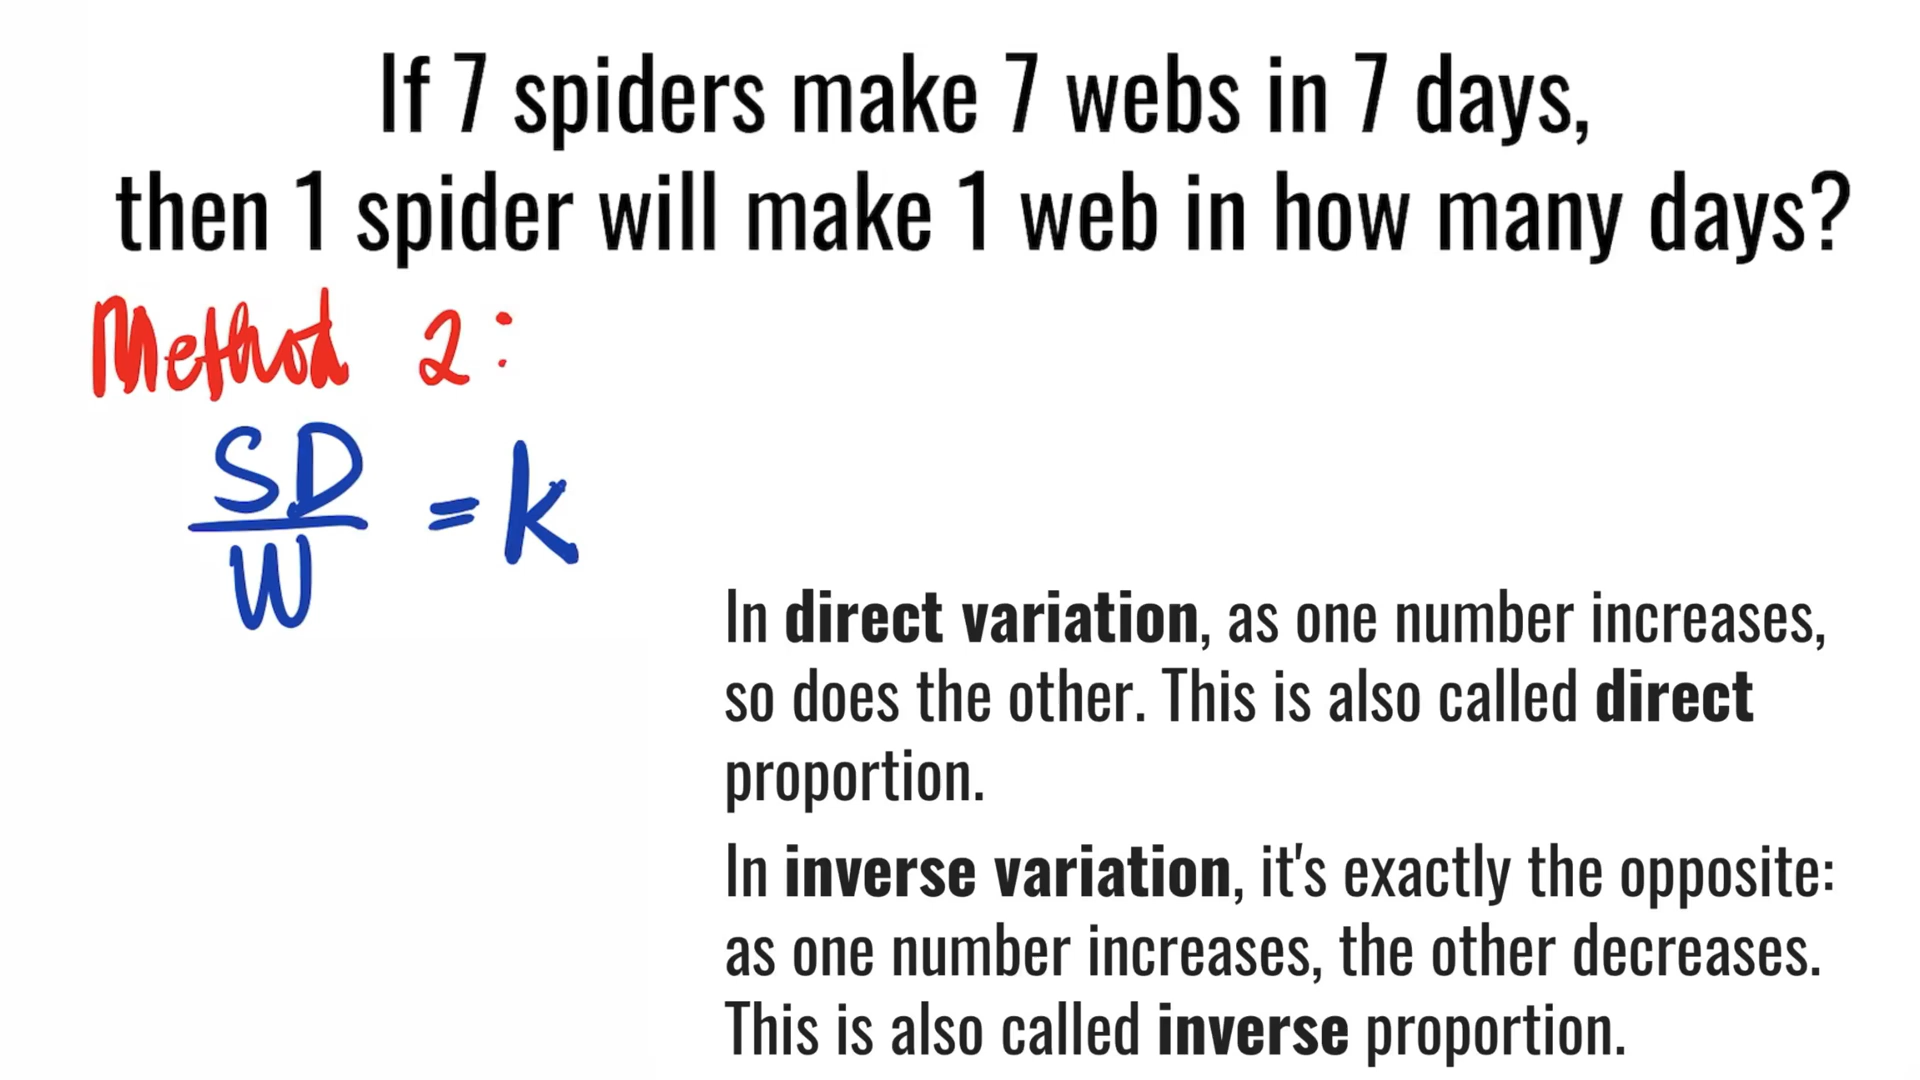 If 7 spiders make 7 webs in 7 days,
then 1 spider will make 1 web in how many days?
Method 2:
SD
W
= k
In direct variation, as one number increases,
so does the other. This is also called direct
proportion.
In inverse variation, it's exactly the opposite:
as one number increases, the other decreases.
This is also called inverse proportion.